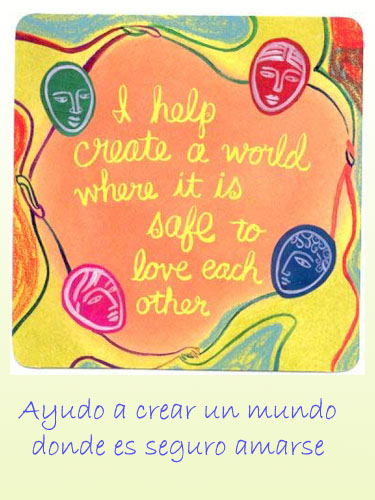 I help
create a world
where it is
safe to
love each
other
Ayudo a crear un mundo
donde es seguro amarse